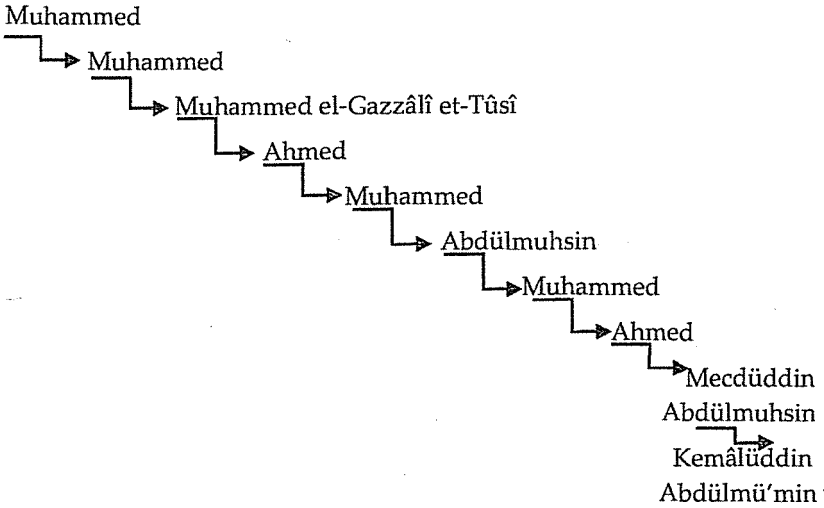 Muhammed
Muhammed
Muhammed el-Gazzâlî et-Tûsî
Ahmed
Muhammed
Abdülmuhsin
Muhammed
Ahmed
Mecdüddin
Abdülmuhsin
Kemâlüddin
Abdülmü'min